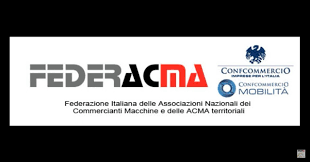 FEDERACMA
CONFCOMMERCIO
IMPRESE PER L'ITALIA
CONFCOMMERCIO
MOBILITÀ
Federazione Italiana delle Associazioni Nazionali dei
Commercianti Macchine e delle ACMA territoriali